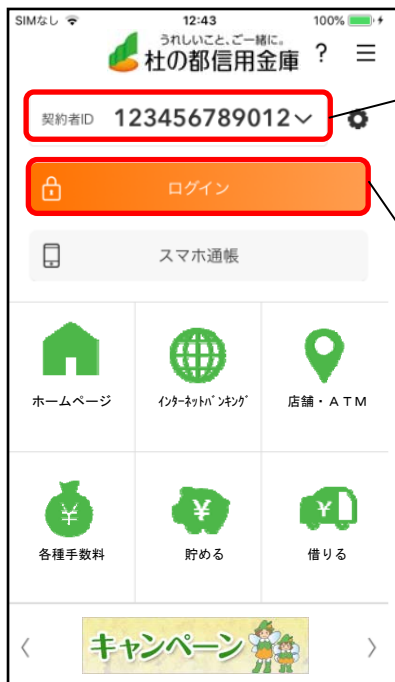 SIMなし 12:43 100%
うれしいこと、ご一緒に。
杜の都信用金庫 ?
契約者ID 123456789012
ログイン
スマホ通帳
ホームページ ｲﾝﾀｰﾈｯﾄﾊﾞﾝｷﾝｸﾞ 店舗・ＡＴＭ
¥ ¥ ¥
各種手数料 貯める 借りる
キャンペーン